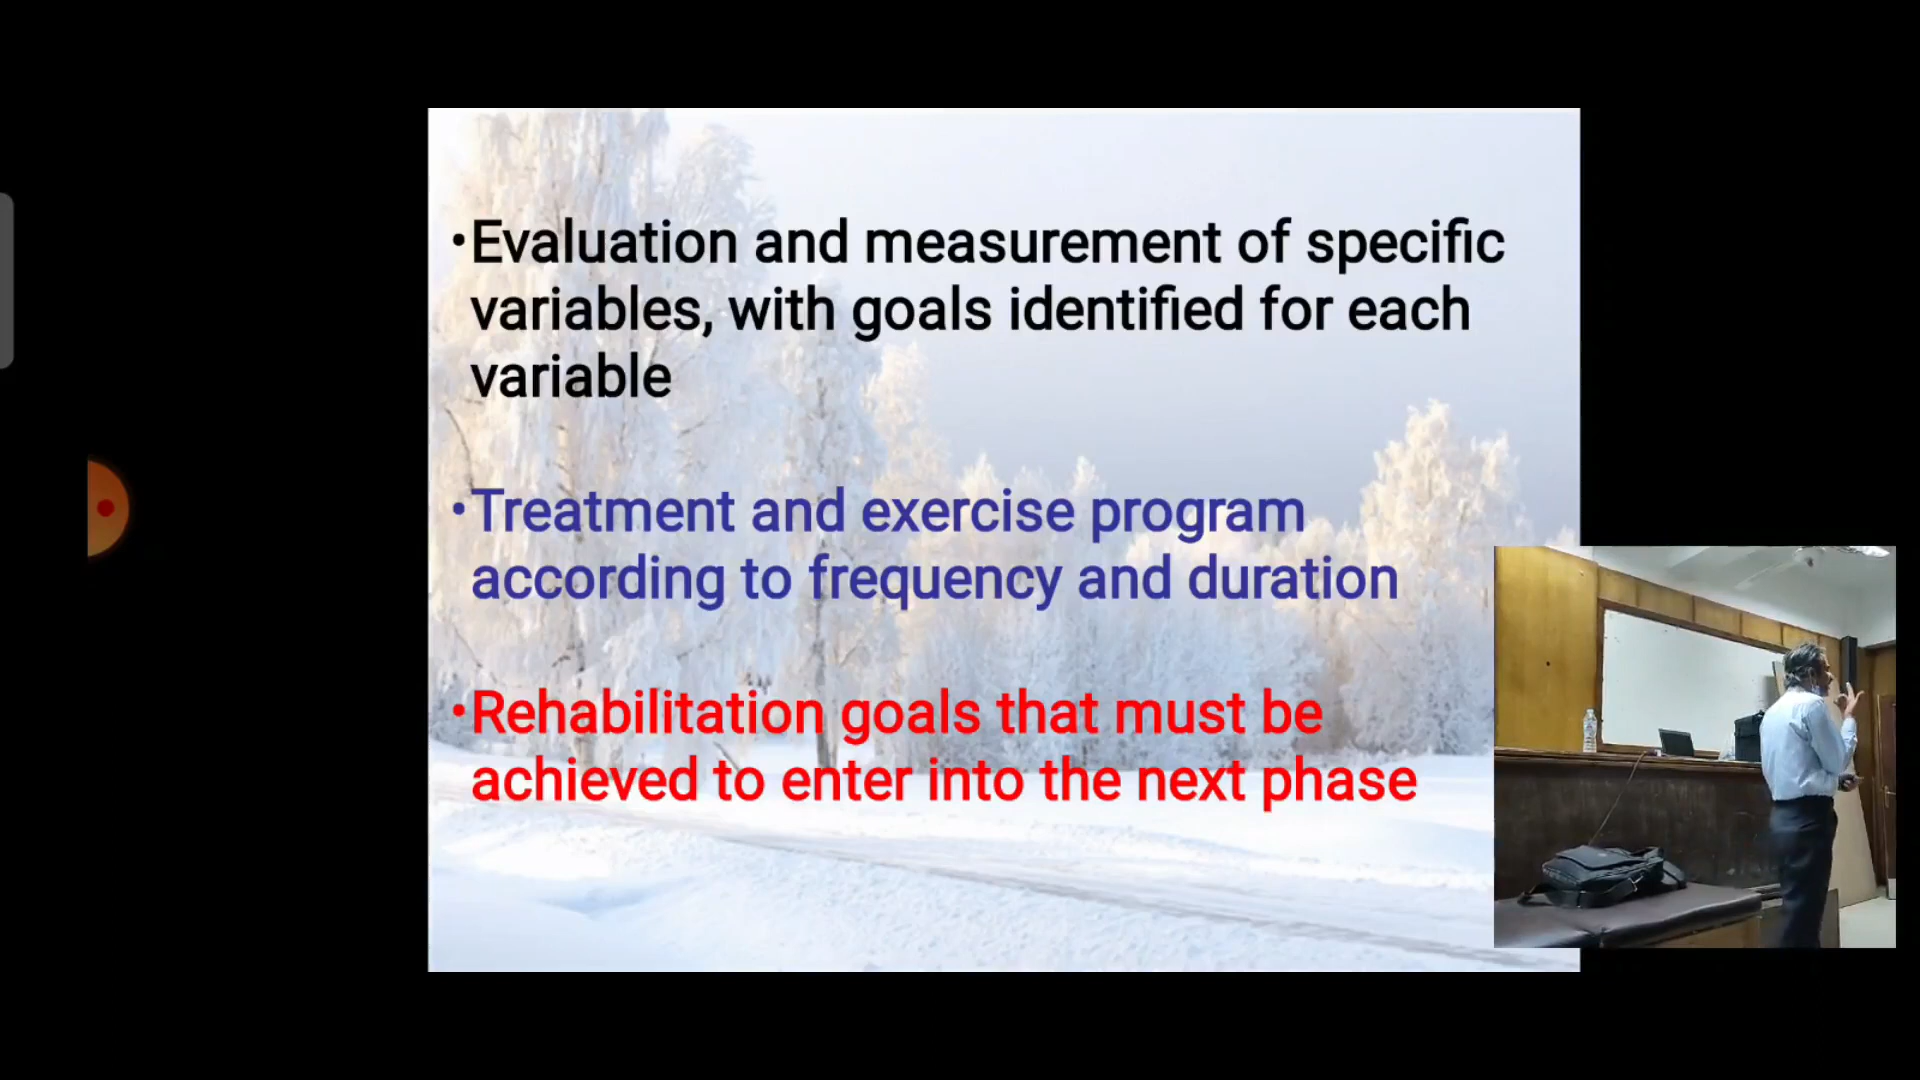 •Evaluation and measurement of specific
variables, with goals identified for each
variable
•Treatment and exercise program
according to frequency and duration
•Rehabilitation goals that must be
achieved to enter into the next phase